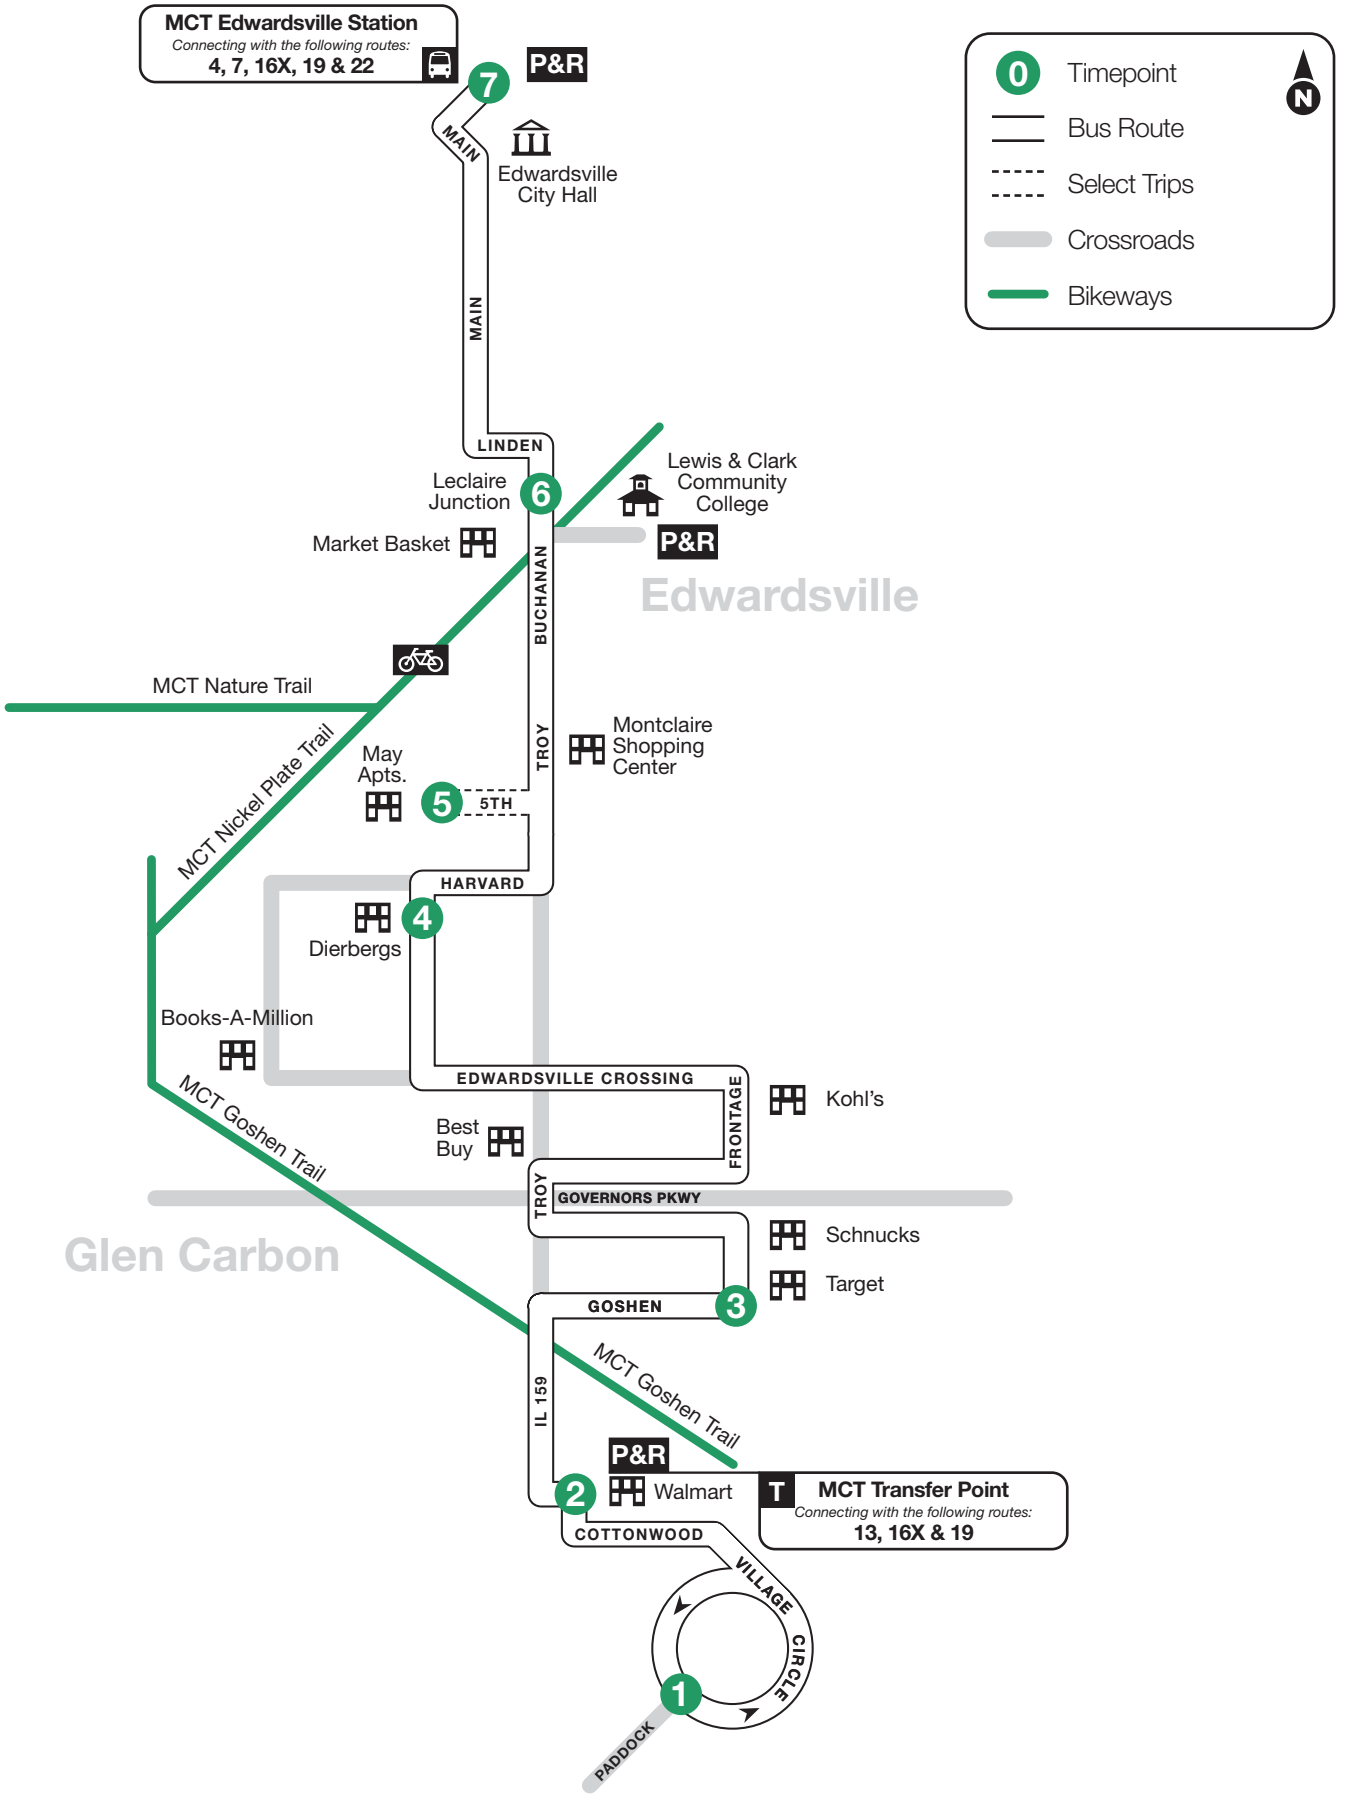 MCT Edwardsville Station
Connecting with the following routes:
4, 7, 16X, 19 & 22
7
P&R
MAIN
Edwardsville
City Hall
0
Timepoint
N
Bus Route
Select Trips
Crossroads
Bikeways
MAIN
LINDEN
Leclaire
Junction
6
Lewis & Clark
Community
College
Market Basket
P&R
BUCHANAN
Edwardsville
MCT Nature Trail
MCT Nickel Plate Trail
TROY
Montclaire
Shopping
Center
May
Apts.
5
5TH
HARVARD
4
Dierbergs
Books-A-Million
EDWARDSVILLE CROSSING
FRONTAGE
Kohl's
MCT Goshen Trail
Best
Buy
TROY
GOVERNORS PKWY
Glen Carbon
Schnucks
Target
GOSHEN
3
MCT Goshen Trail
IL 159
P&R
2
Walmart
T
MCT Transfer Point
Connecting with the following routes:
13, 16X & 19
COTTONWOOD
VILLAGE
CIRCLE
1
PADDOCK